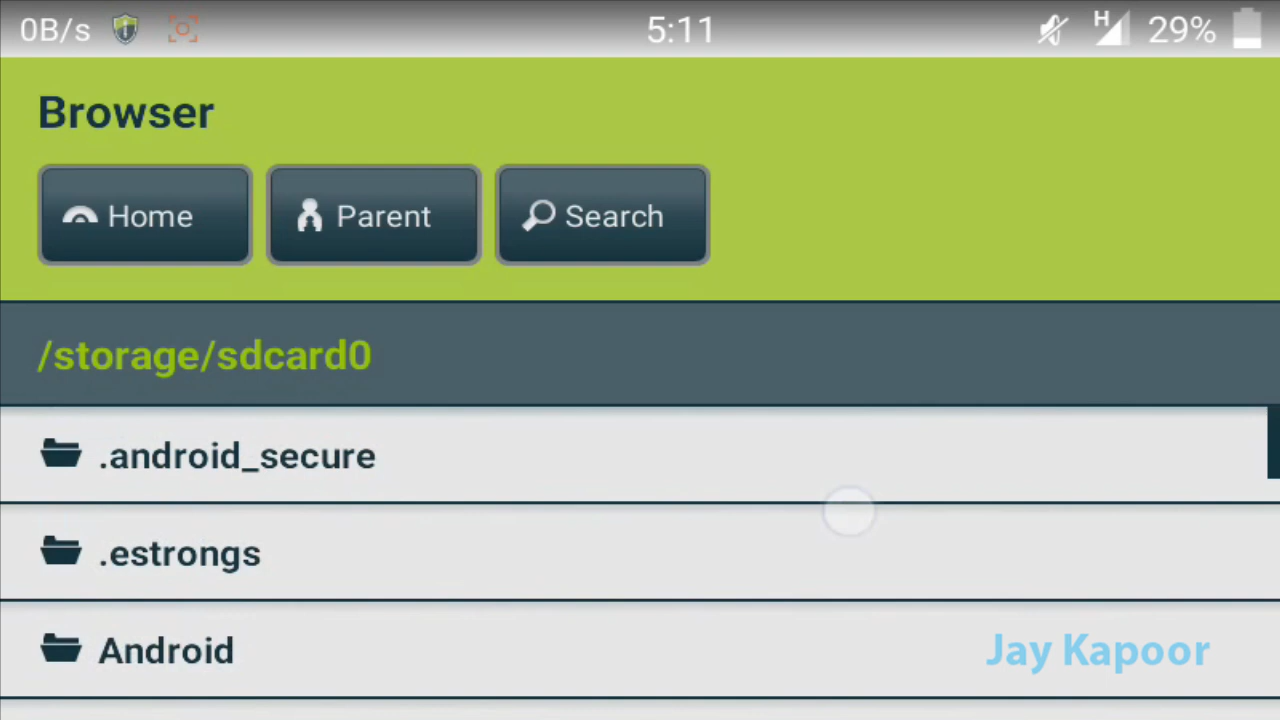 0B/s 5:11 H 29%
Browser
Home Parent Search
/storage/sdcard0
.android_secure
.estrongs
Android
Jay Kapoor